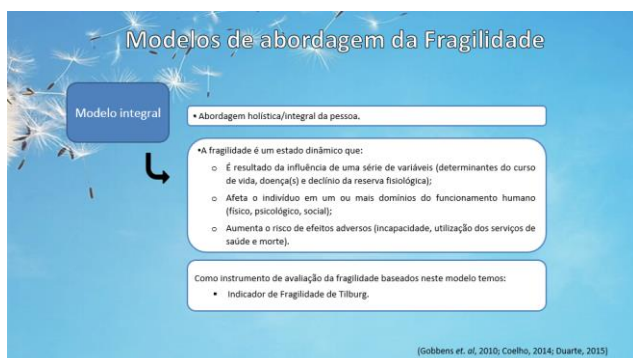 Modelos de abordagem da Fragilidade
Modelo integral
• Abordagem holística/integral da pessoa.
•A fragilidade é um estado dinâmico que:
o É resultado da influência de uma série de variáveis (determinantes do curso
de vida, doença(s) e declínio da reserva fisiológica);
o Afeta o indivíduo em um ou mais domínios do funcionamento humano
(físico, psicológico, social);
o Aumenta o risco de efeitos adversos (incapacidade, utilização dos serviços de
saúde e morte).
Como instrumento de avaliação da fragilidade baseados neste modelo temos:
▪ Indicador de Fragilidade de Tilburg.
(Gobbens et. al, 2010; Coelho, 2014; Duarte, 2015)